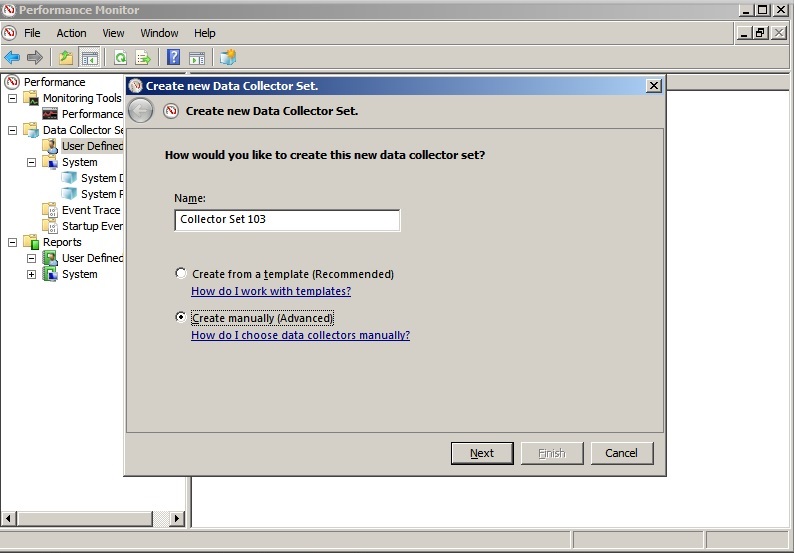 Performance Monitor
File Action View Window Help
Performance
Monitoring Tools
Performance
Data Collector Se
User Defined
System
System D
System P
Event Trace
Startup Ever
Reports
User Defined
System
Create new Data Collector Set.
Create new Data Collector Set.
How would you like to create this new data collector set?
Name:
Collector Set 103
Create from a template (Recommended)
How do I work with templates?
Create manually (Advanced)
How do I choose data collectors manually?
Next Finish Cancel